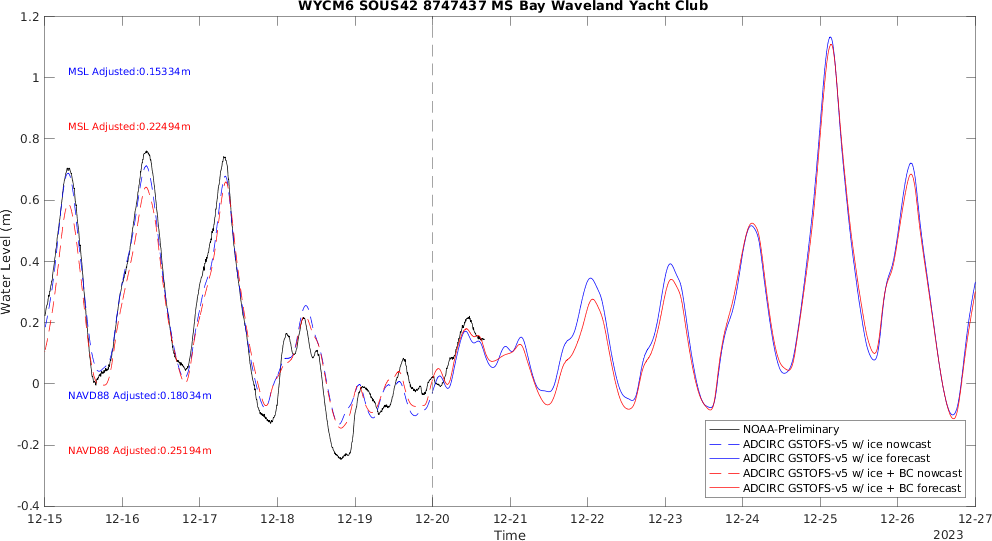 WYCM6 SOUS42 8747437 MS Bay Waveland Yacht Club
1.2
1
0.8
0.6
0.4
0.2
0
-0.2
-0.4
Water Level (m)
MSL Adjusted:0.15334m
MSL Adjusted:0.22494m
NAVD88 Adjusted:0.18034m
NAVD88 Adjusted:0.25194m
NOAA-Preliminary
ADCIRC GSTOFS-v5 w/ ice nowcast
ADCIRC GSTOFS-v5 w/ ice forecast
ADCIRC GSTOFS-v5 w/ ice + BC nowcast
ADCIRC GSTOFS-v5 w/ ice + BC forecast
12-15 12-16 12-17 12-18 12-19 12-20 12-21 12-22 12-23 12-24 12-25 12-26 12-27
Time
2023